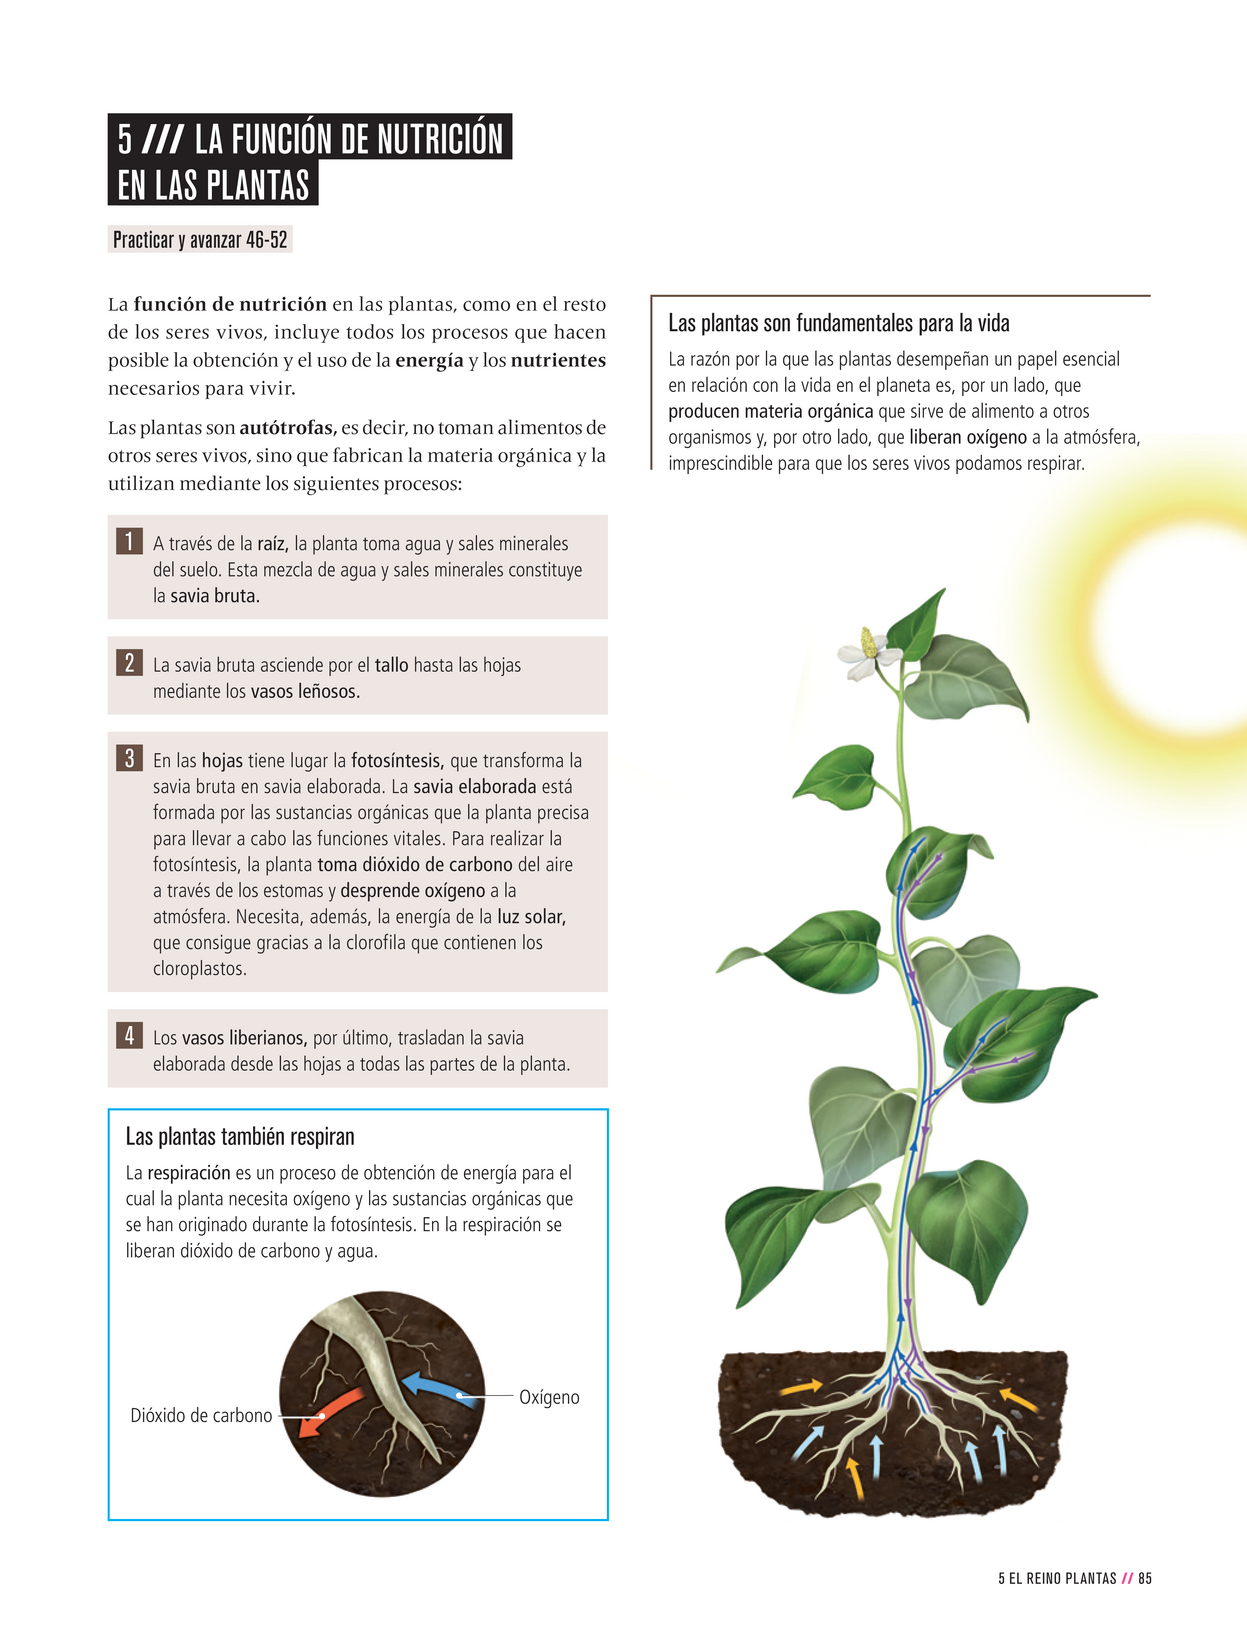 5 /// LA FUNCIÓN DE NUTRICIÓN
EN LAS PLANTAS
Practicar y avanzar 46-52
La función de nutrición en las plantas, como en el resto
de los seres vivos, incluye todos los procesos que hacen
posible la obtención y el uso de la energía y los nutrientes
necesarios para vivir.
Las plantas son autótrofas, es decir, no toman alimentos de
otros seres vivos, sino que fabrican la materia orgánica y la
utilizan mediante los siguientes procesos:
1 A través de la raíz, la planta toma agua y sales minerales
del suelo. Esta mezcla de agua y sales minerales constituye
la savia bruta.
2 La savia bruta asciende por el tallo hasta las hojas
mediante los vasos leñosos.
3 En las hojas tiene lugar la fotosíntesis, que transforma la
savia bruta en savia elaborada. La savia elaborada está
formada por las sustancias orgánicas que la planta precisa
para llevar a cabo las funciones vitales. Para realizar la
fotosíntesis, la planta toma dióxido de carbono del aire
a través de los estomas y desprende oxígeno a la
atmósfera. Necesita, además, la energía de la luz solar,
que consigue gracias a la clorofila que contienen los
cloroplastos.
4 Los vasos liberianos, por último, trasladan la savia
elaborada desde las hojas a todas las partes de la planta.
Las plantas también respiran
La respiración es un proceso de obtención de energía para el
cual la planta necesita oxígeno y las sustancias orgánicas que
se han originado durante la fotosíntesis. En la respiración se
liberan dióxido de carbono y agua.
Dióxido de carbono
Oxígeno
Las plantas son fundamentales para la vida
La razón por la que las plantas desempeñan un papel esencial
en relación con la vida en el planeta es, por un lado, que
producen materia orgánica que sirve de alimento a otros
organismos y, por otro lado, que liberan oxígeno a la atmósfera,
imprescindible para que los seres vivos podamos respirar.
5 EL REINO PLANTAS // 85